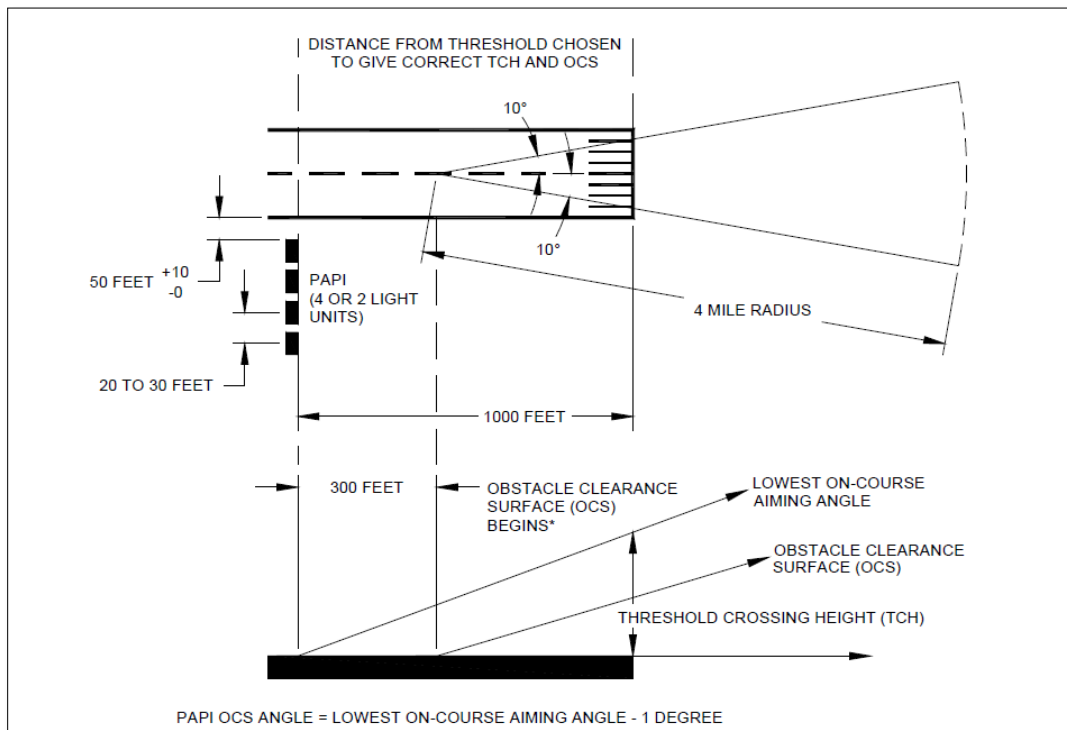 DISTANCE FROM THRESHOLD CHOSEN
TO GIVE CORRECT TCH AND OCS
10°
10°
50 FEET +10
-0
PAPI
(4 OR 2 LIGHT
UNITS)
4 MILE RADIUS
20 TO 30 FEET
1000 FEET
300 FEET
OBSTACLE CLEARANCE
SURFACE (OCS)
BEGINS*
LOWEST ON-COURSE
AIMING ANGLE
OBSTACLE CLEARANCE
SURFACE (OCS)
THRESHOLD CROSSING HEIGHT (TCH)
PAPI OCS ANGLE = LOWEST ON-COURSE AIMING ANGLE - 1 DEGREE